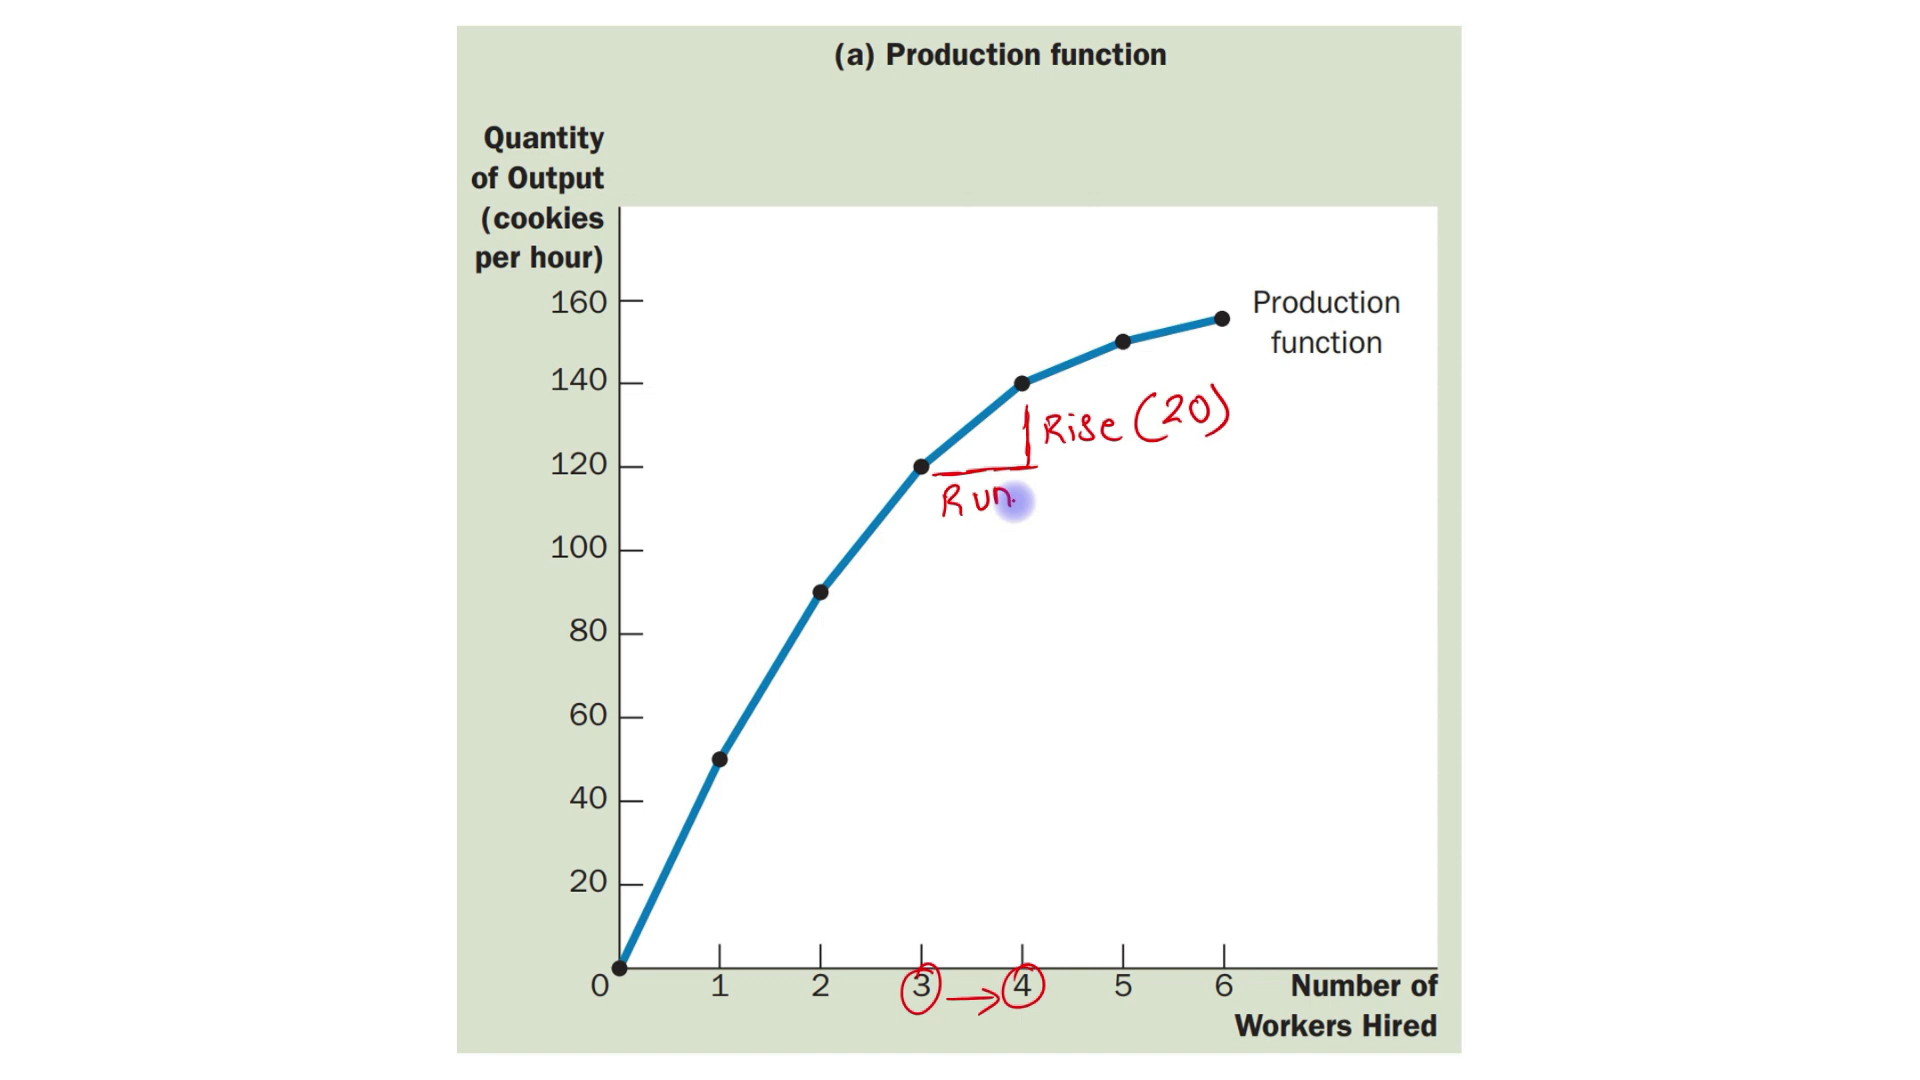 (a) Production function
Quantity
of Output
(cookies
per hour)
160
140
120
100
80
60
40
20
0
Production
function
Rise (20)
Run.
1
2
3
4
5
6
Number of
Workers Hired